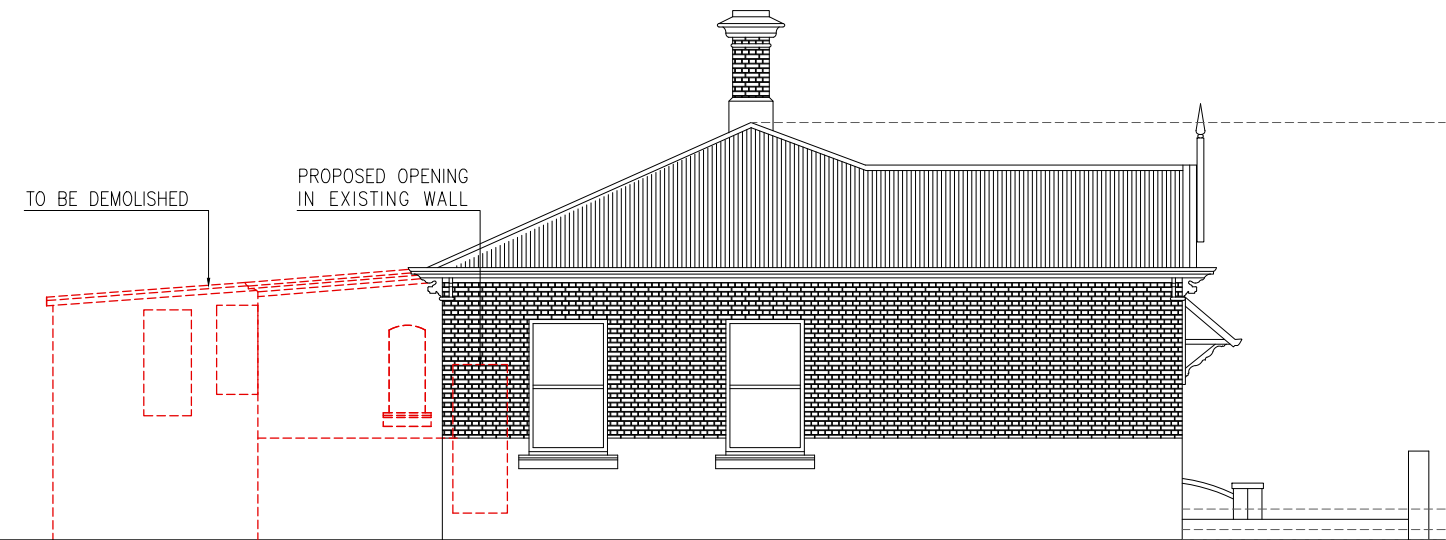 TO BE DEMOLISHED
PROPOSED OPENING
IN EXISTING WALL